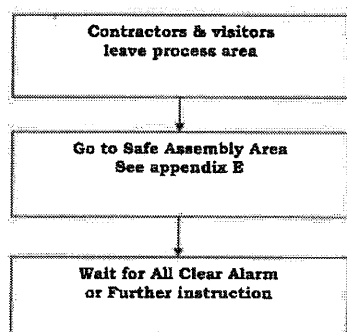 Contractors & visitors
leave process area
Go to Safe Assembly Area
See appendix E
Wait for All Clear Alarm
or Further instruction